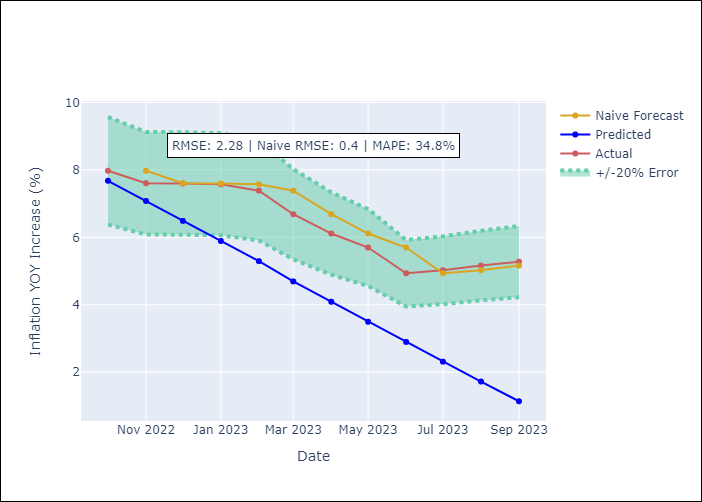 10
8
6
4
2
Inflation YOY Increase (%)
RMSE: 2.28 | Naive RMSE: 0.4 | MAPE: 34.8%
Naive Forecast
Predicted
Actual
+/-20% Error
Nov 2022
Jan 2023
Mar 2023
May 2023
Jul 2023
Sep 2023
Date